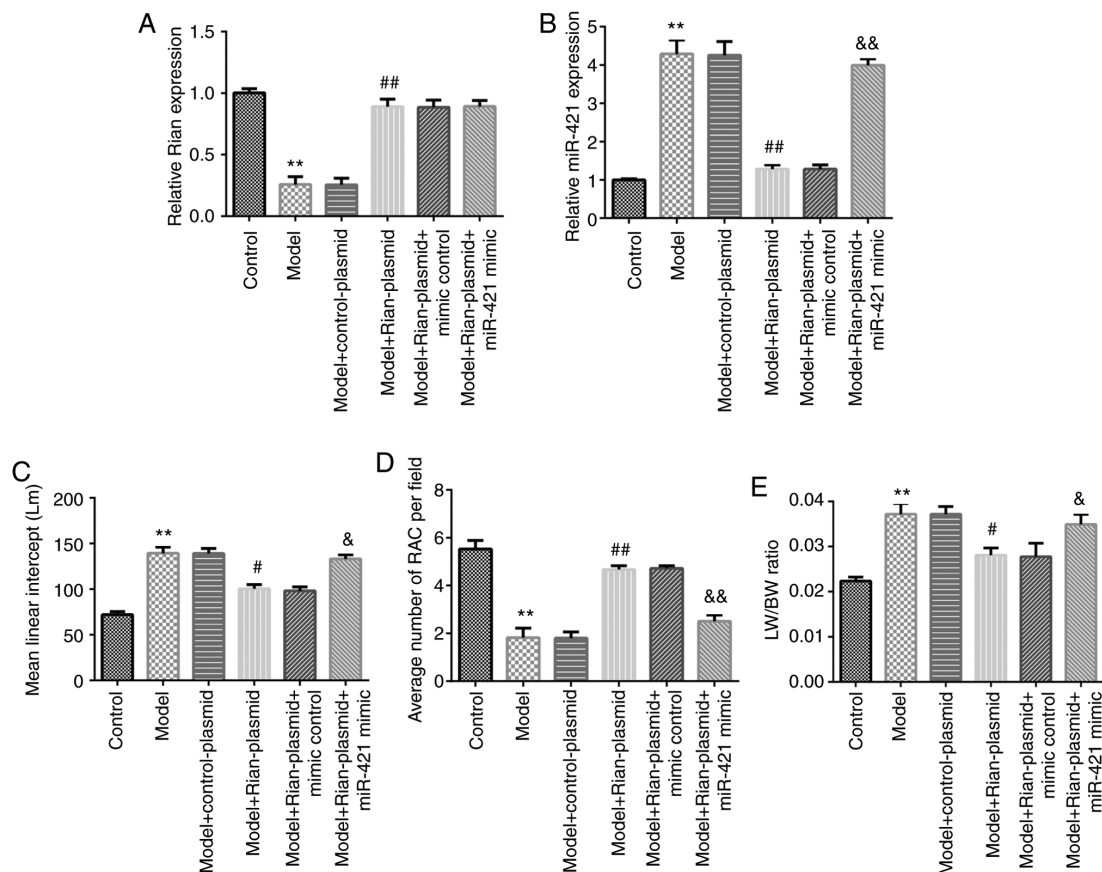 A
Relative Rian expression
1.5
1.0
0.5
0.0
**
##
Control
Model
Model+control-plasmid
Model+Rian-plasmid
Model+Rian-plasmid+
mimic control
Model+Rian-plasmid+
miR-421 mimic
B
Relative miR-421 expression
5
4
2
1
0
**
##
&&
Control
Model
Model+control-plasmid
Model+Rian-plasmid
Model+Rian-plasmid+
mimic control
Model+Rian-plasmid+
miR-421 mimic
C
Mean linear intercept (Lm)
200
150
100
50
0
**
#
&
Control
Model
Model+control-plasmid
Model+Rian-plasmid
Model+Rian-plasmid+
mimic control
Model+Rian-plasmid+
miR-421 mimic
D
Average number of RAC per field
8
6
4
2
0
**
##
&&
Control
Model
Model+control-plasmid
Model+Rian-plasmid
Model+Rian-plasmid+
mimic control
Model+Rian-plasmid+
miR-421 mimic
E
LW/BW ratio
0.04
0.03
0.02
0.01
0.00
**
#
&
Control
Model
Model+control-plasmid
Model+Rian-plasmid
Model+Rian-plasmid+
mimic control
Model+Rian-plasmid+
miR-421 mimic